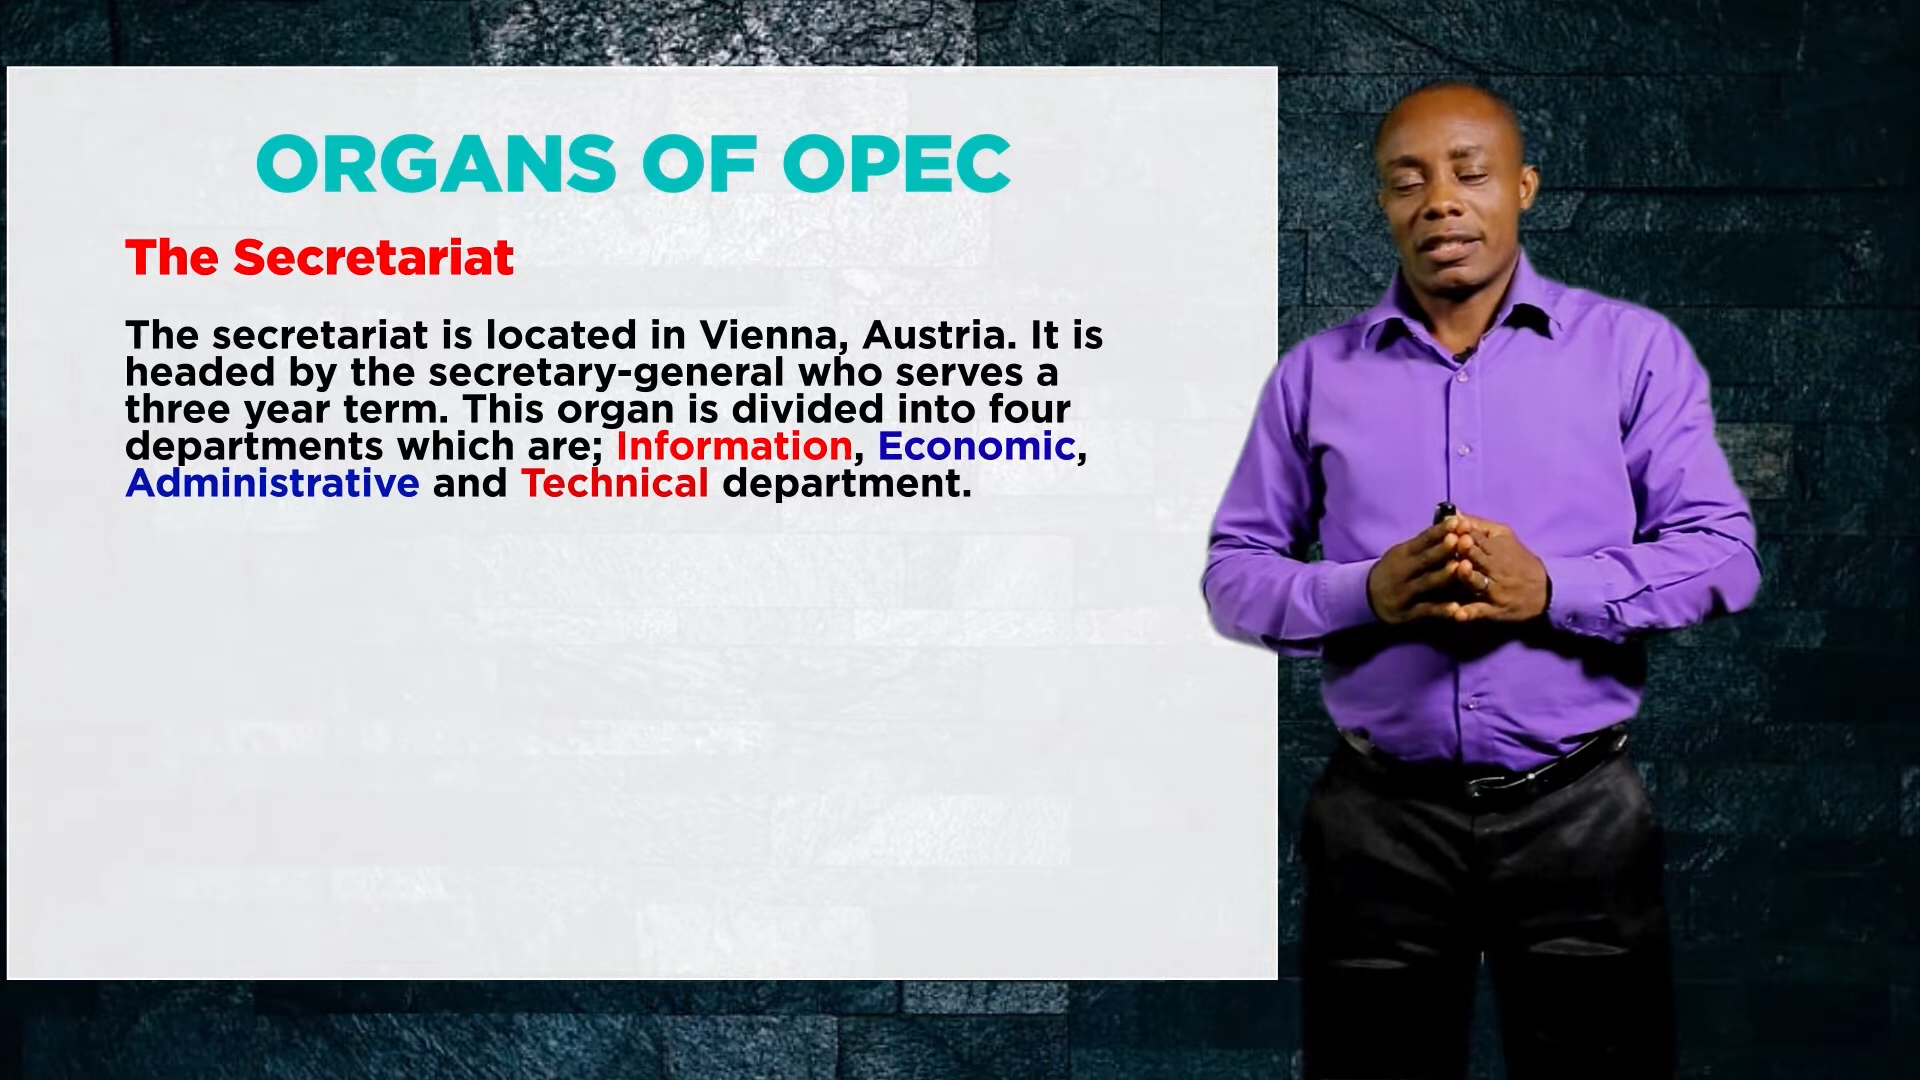 ORGANS OF OPEC
The Secretariat
The secretariat is located in Vienna, Austria. It is
headed by the secretary-general who serves a
three year term. This organ is divided into four
departments which are; Information, Economic,
Administrative and Technical department.